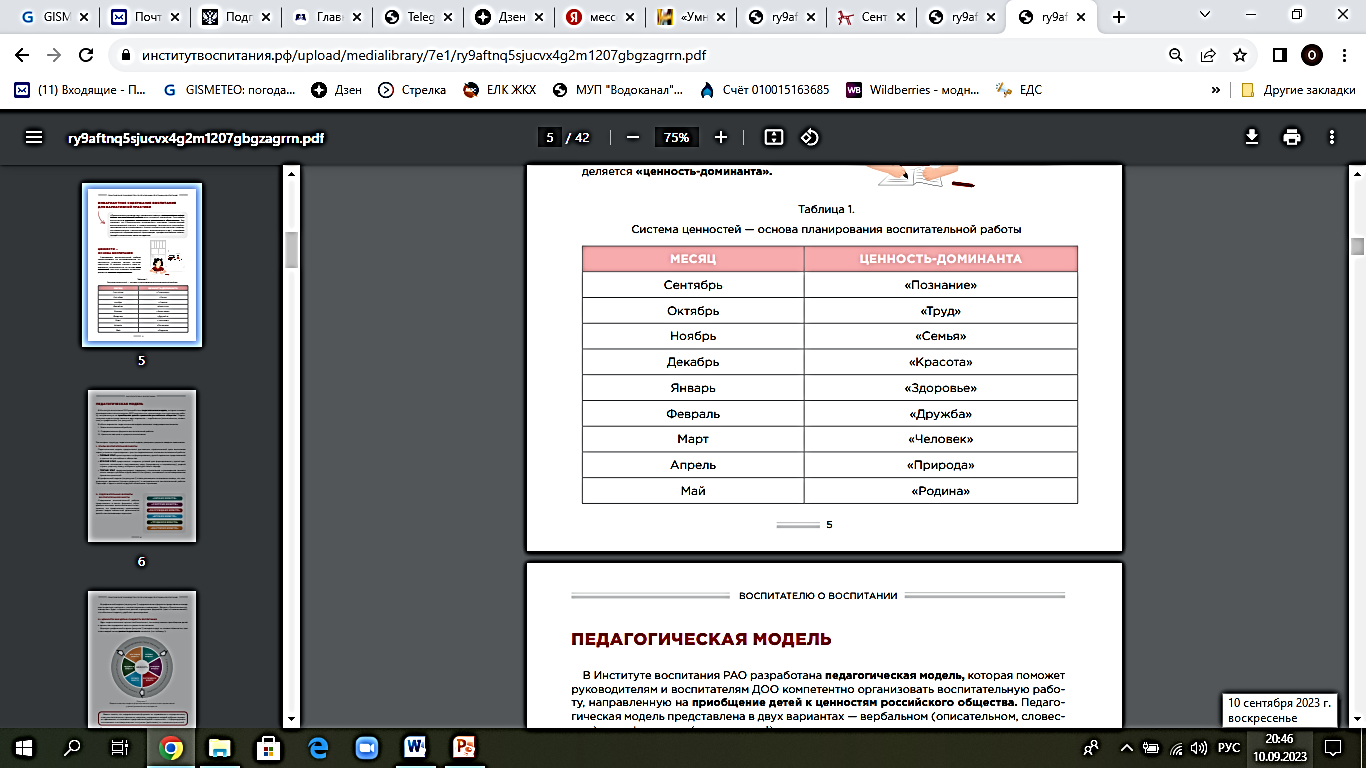 GISM
Почт
Подг
Глав
Teleg
Дзен
месс
«Умн
ry9af
Сент
ry9af
ry9af
институтвоспитания.рф/upload/medialibrary/7e1/ry9aftnq5sjucvx4g2m1207gbgzagrrn.pdf
(11) Входящие - П...
GISMETEO: погода...
Дзен
Стрелка
ЕЛК ЖКХ
МУП "Водоканал"...
Счёт 010015163685
Wildberries - модн...
ЕДС
»
Другие закладки
ry9aftnq5sjucvx4g2m1207gbgzagrrn.pdf
5 / 42
75%
5
6
деляется «ценность-доминанта».
Таблица 1.
Система ценностей — основа планирования воспитательной работы
МЕСЯЦ ЦЕННОСТЬ-ДОМИНАНТА
Сентябрь «Познание»
Октябрь «Труд»
Ноябрь «Семья»
Декабрь «Красота»
Январь «Здоровье»
Февраль «Дружба»
Март «Человек»
Апрель «Природа»
Май «Родина»
5
ВОСПИТАТЕЛЮ О ВОСПИТАНИИ
ПЕДАГОГИЧЕСКАЯ МОДЕЛЬ
В Институте воспитания РАО разработана педагогическая модель, которая поможет
руководителям и воспитателям ДОО компетентно организовать воспитательную рабо-
ту, направленную на приобщение детей к ценностям российского общества. Педаго-
гическая модель представлена в двух вариантах — вербальном (описательном, словес-
10 сентября 2023 г.
воскресенье
РУС
20:46
10.09.2023